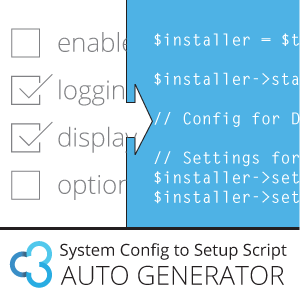 enable
loggin
display
option
$installer = $t
$installer->sta
// Config for D
// Settings for
$installer->set
$installer->set
System Config to Setup Script
AUTO GENERATOR